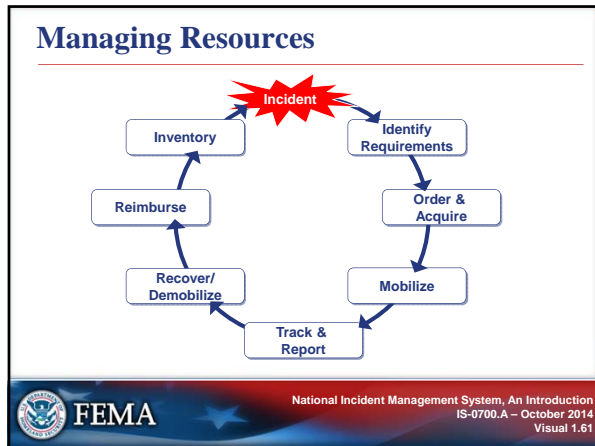 Managing Resources
Incident
Identify
Requirements
Order &
Acquire
Mobilize
Track &
Report
Recover/
Demobilize
Reimburse
Inventory
FEMA
National Incident Management System, An Introduction
IS-0700.A – October 2014
Visual 1.61